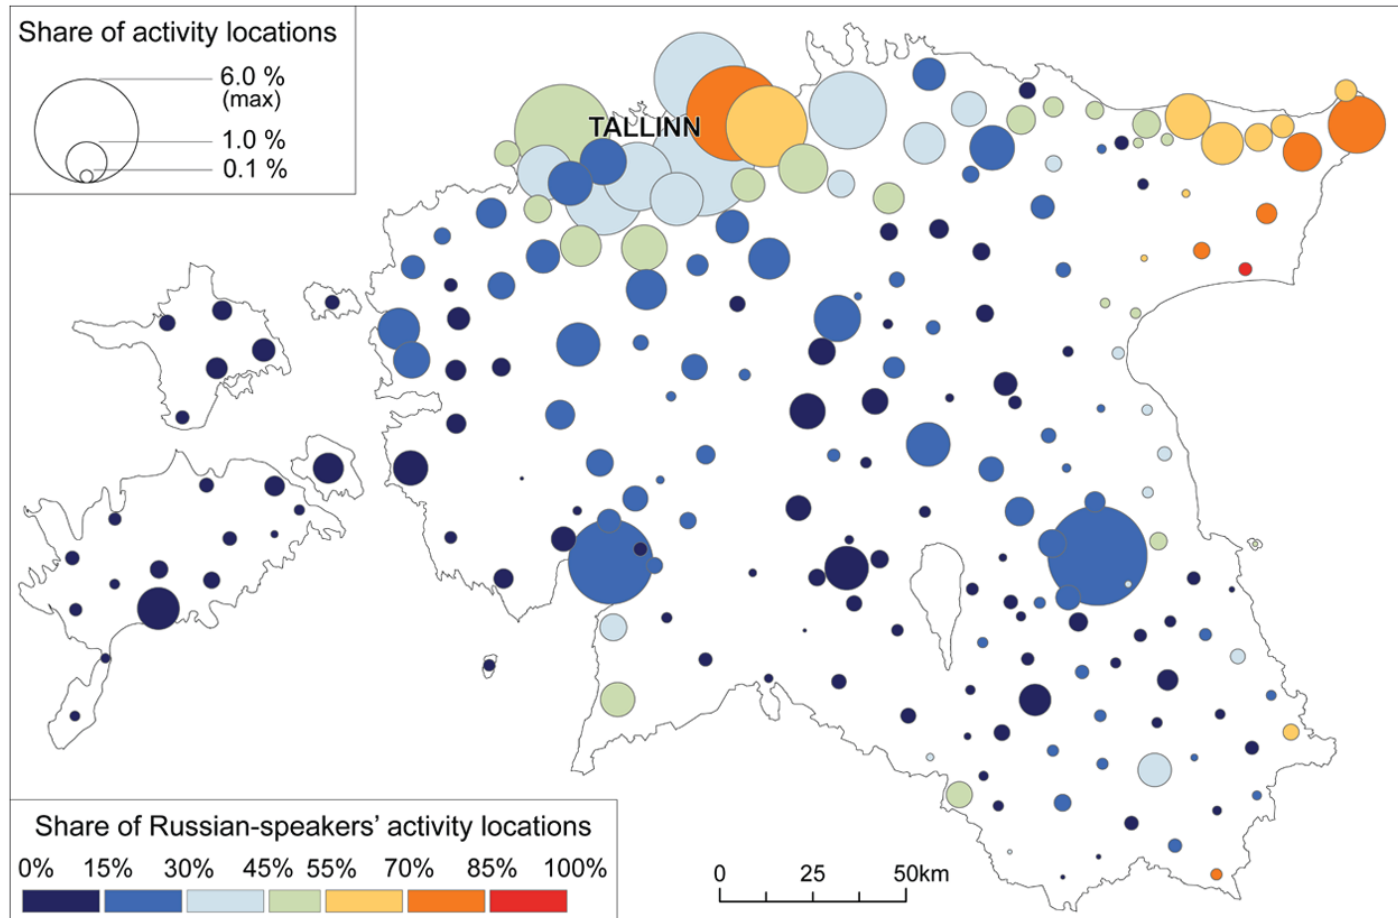 Share of activity locations
6.0 %
(max)
1.0 %
0.1 %
TALLINN
Share of Russian-speakers’ activity locations
0% 15% 30% 45% 55% 70% 85% 100%
0 25 50km